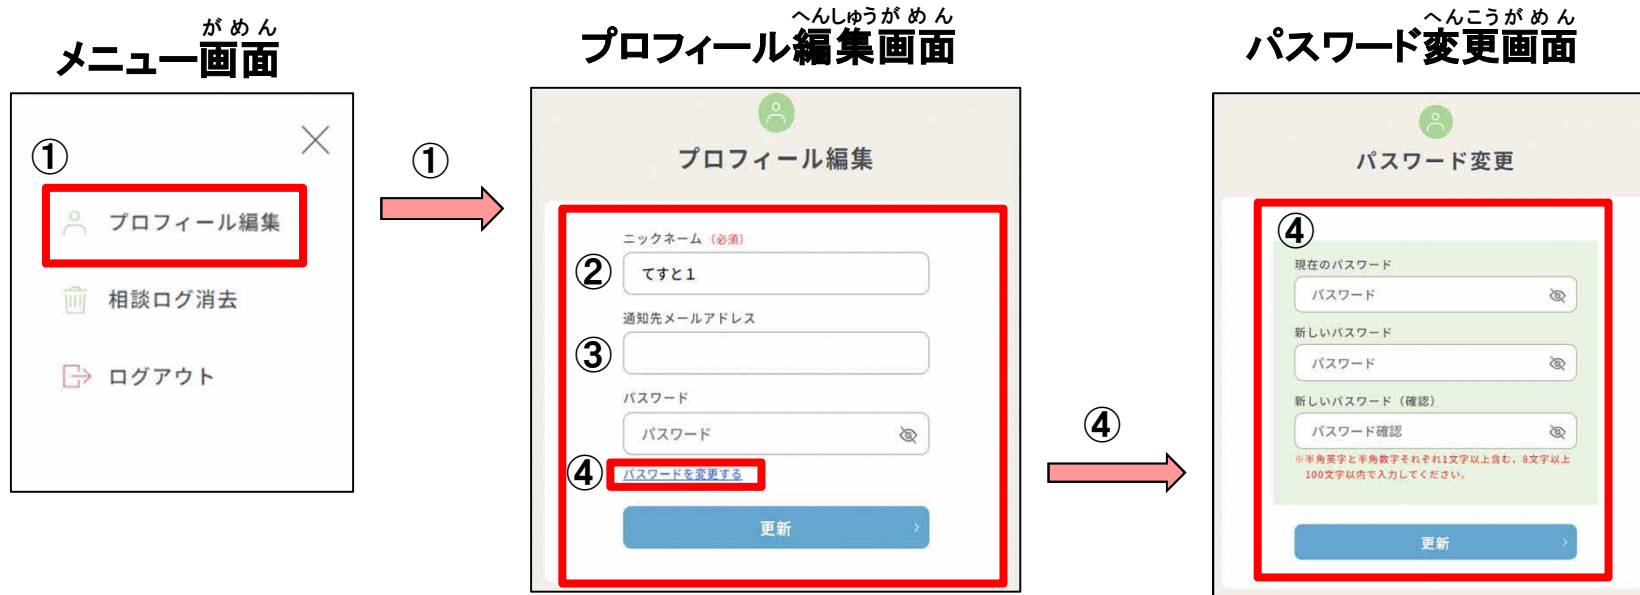 がめん
メニュー画面
①
プロフィール編集
相談ログ消去
ログアウト
①
へんしゅうがめん
プロフィール編集画面
プロフィール編集
ニックネーム（必須）
②
てすと１
通知先メールアドレス
③
パスワード
パスワード
④
パスワードを変更する
更新
④
へんこうがめん
パスワード変更画面
パスワード変更
④
現在のパスワード
パスワード
新しいパスワード
パスワード
新しいパスワード（確認）
パスワード確認
※半角英字と半角数字それぞれ1文字以上含む、8文字以上
100文字以内で入力してください。
更新